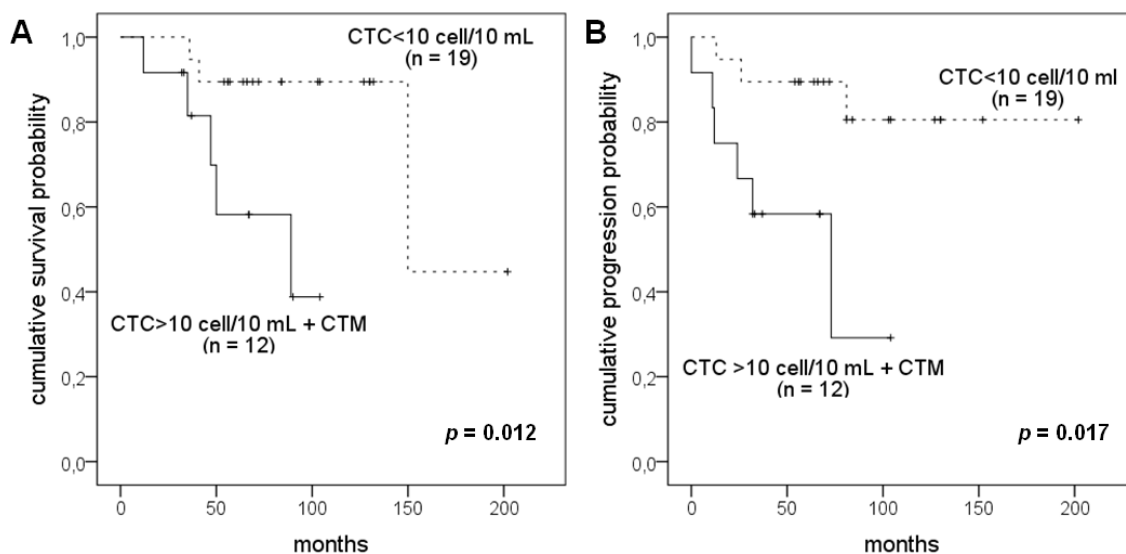 A
cumulative survival probability
1,0
0,8
0,6
0,4
0,2
0,0
CTC<10 cell/10 mL
(n = 19)
CTC>10 cell/10 mL + CTM
(n = 12)
p = 0.012
0 50 100 150 200
months
B
cumulative progression probability
1,0
0,8
0,6
0,4
0,2
0,0
CTC<10 cell/10 ml
(n = 19)
CTC >10 cell/10 mL + CTM
(n = 12)
p = 0.017
0 50 100 150 200
months